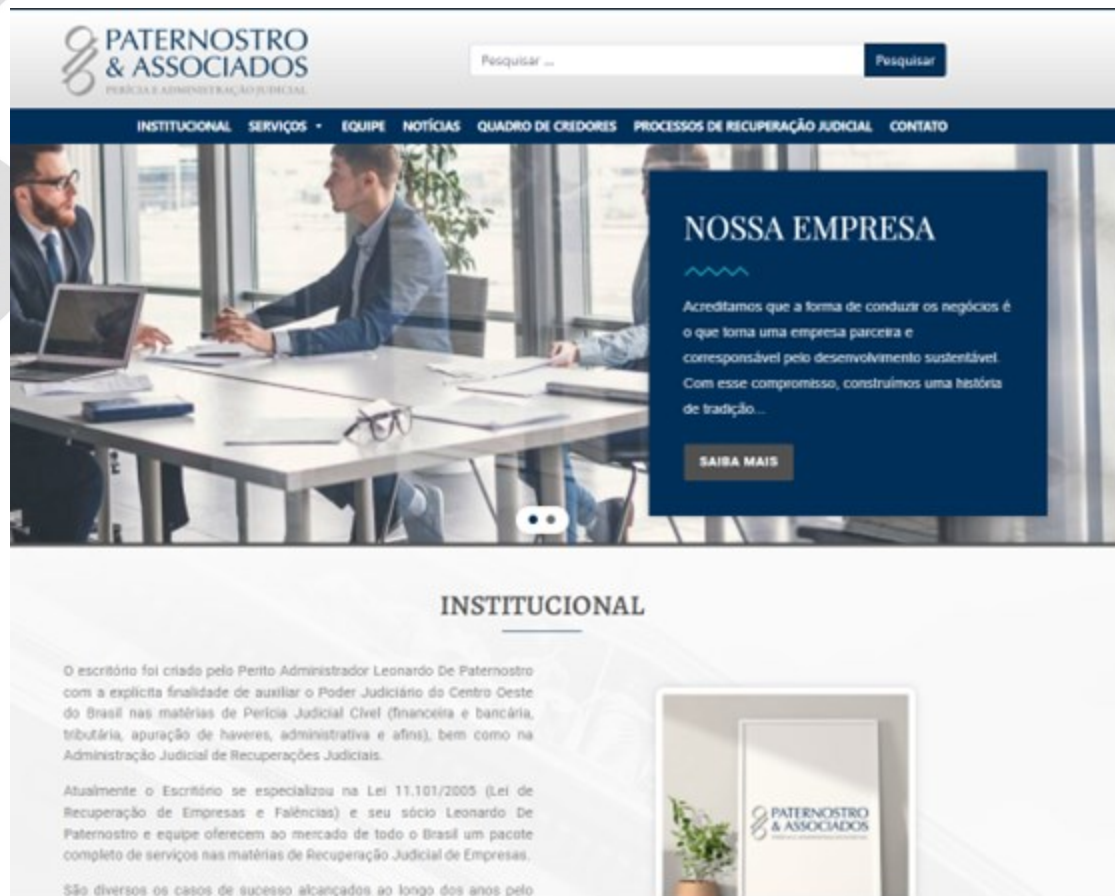 PATERNOSTRO
& ASSOCIADOS
PERÍCIA E ADMINISTRAÇÃO JUDICIAL
Pesquisar ...
Pesquisar
INSTITUCIONAL SERVIÇOS EQUIPE NOTÍCIAS QUADRO DE CREDORES PROCESSOS DE RECUPERAÇÃO JUDICIAL CONTATO
NOSSA EMPRESA
Acreditamos que a forma de conduzir os negócios é
o que torna uma empresa parceira e
corresponsável pelo desenvolvimento sustentável.
Com esse compromisso, construímos uma história
de tradição...
SAIBA MAIS
INSTITUCIONAL
O escritório foi criado pelo Perito Administrador Leonardo De Paternostro
com a explícita finalidade de auxiliar o Poder Judiciário do Centro Oeste
do Brasil nas matérias de Perícia Judicial Cível (financeira e bancária,
tributária, apuração de haveres, administrativa e afins), bem como na
Administração Judicial de Recuperações Judiciais.
Atualmente o Escritório se especializou na Lei 11.101/2005 (Lei de
Recuperação de Empresas e Falências) e seu sócio Leonardo De
Paternostro e equipe oferecem ao mercado de todo o Brasil um pacote
completo de serviços nas matérias de Recuperação Judicial de Empresas.
São diversos os casos de sucesso alcançados ao longo dos anos pelo
PATERNOSTRO
& ASSOCIADOS